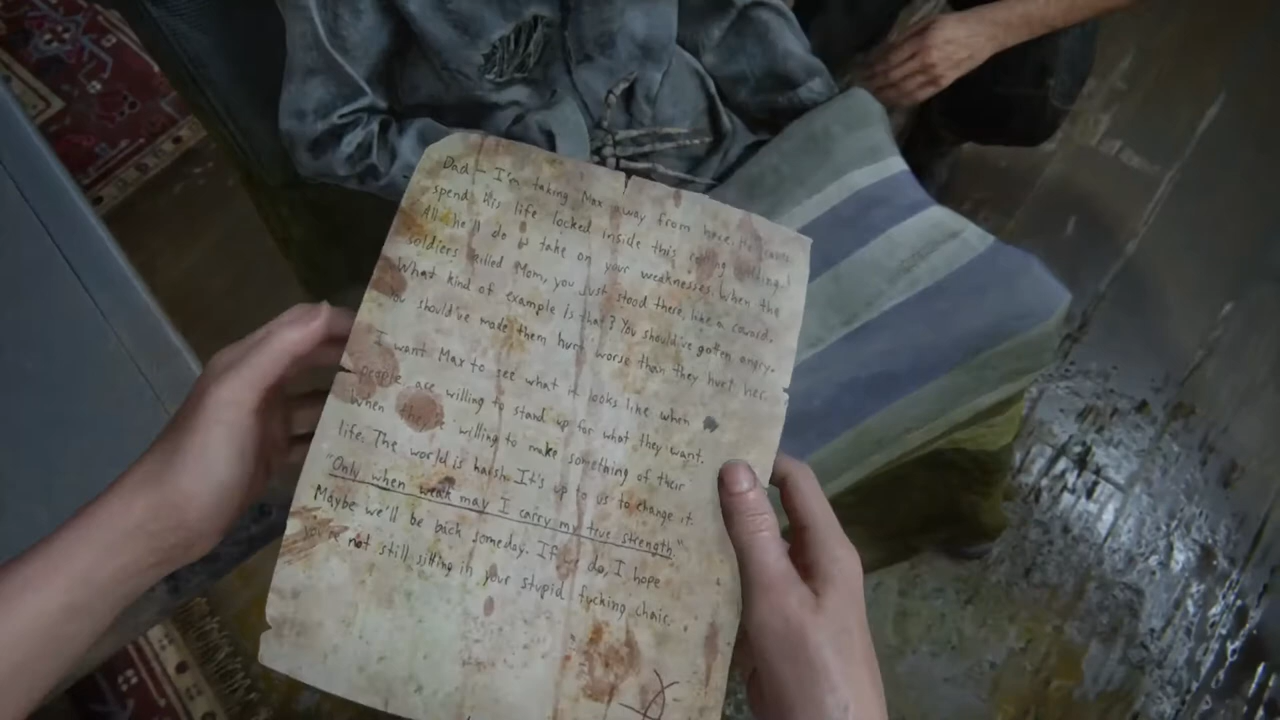 Dad - I'm taking Max away from here. He
spend his life locked inside this building!
All he'll do is take on your weaknesses. When the
soldiers killed Mom, you just stood there, like a coward.
What kind of example is that? You should've gotten angry.
You should've made them hurt worse than they hurt her.
I want Max to see what it looks like when
people are willing to stand up for what they want.
When they're willing to make something of their
life. The world is harsh. It's up to us to change it.
"Only when weak may I carry my true strength."
Maybe we'll be back someday. If do, I hope
you're not still sitting in your stupid fucking chair.